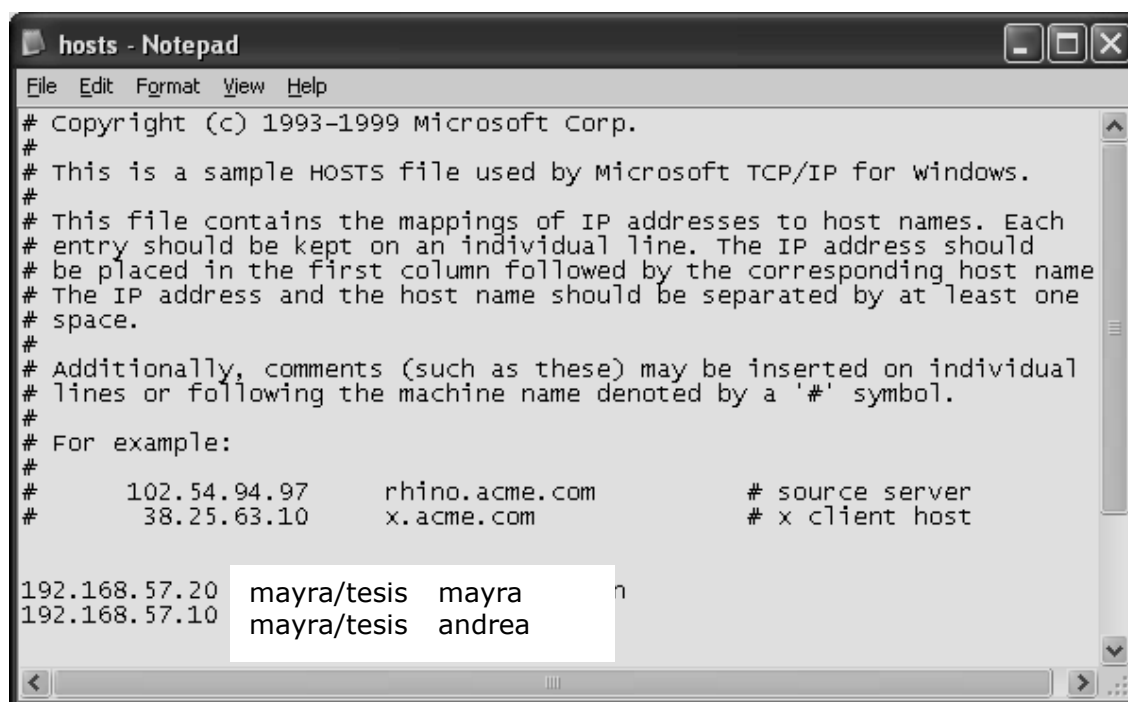 hosts - Notepad
File Edit Format View Help
# Copyright (c) 1993-1999 Microsoft Corp.
#
# This is a sample HOSTS file used by Microsoft TCP/IP for Windows.
#
# This file contains the mappings of IP addresses to host names. Each
# entry should be kept on an individual line. The IP address should
# be placed in the first column followed by the corresponding host name
# The IP address and the host name should be separated by at least one
# space.
#
# Additionally, comments (such as these) may be inserted on individual
# lines or following the machine name denoted by a '#' symbol.
#
# For example:
#
# 102.54.94.97 rhino.acme.com # source server
# 38.25.63.10 x.acme.com # x client host
192.168.57.20 mayra/tesis mayra n
192.168.57.10 mayra/tesis andrea